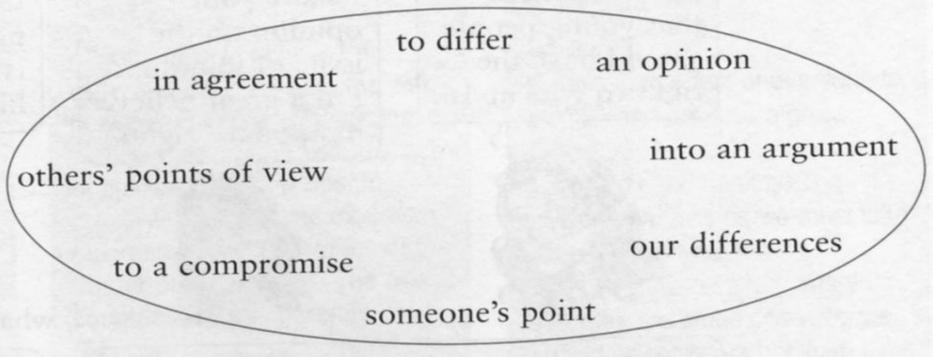 to differ
an opinion
in agreement
into an argument
others’ points of view
our differences
to a compromise
someone’s point